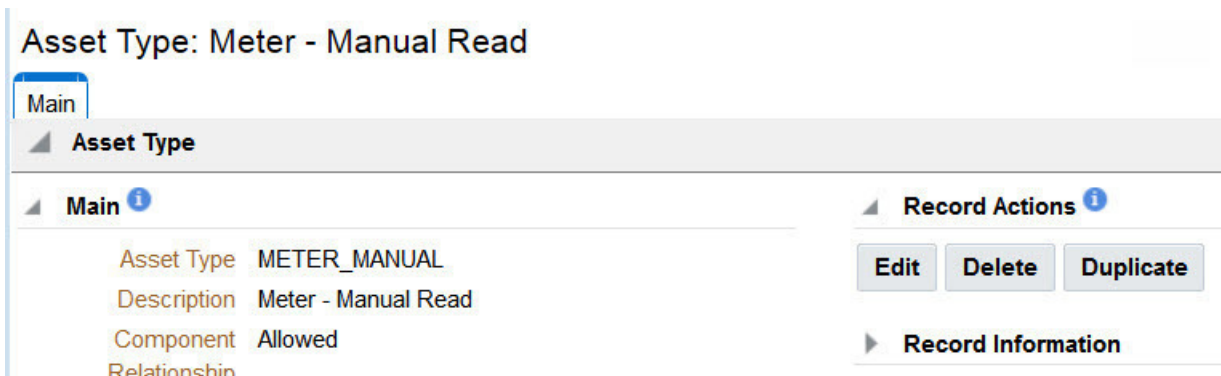 Asset Type: Meter - Manual Read
Main
Asset Type
Main
Asset Type METER_MANUAL
Description Meter - Manual Read
Component Allowed
Relationship
Record Actions
Edit Delete Duplicate
Record Information